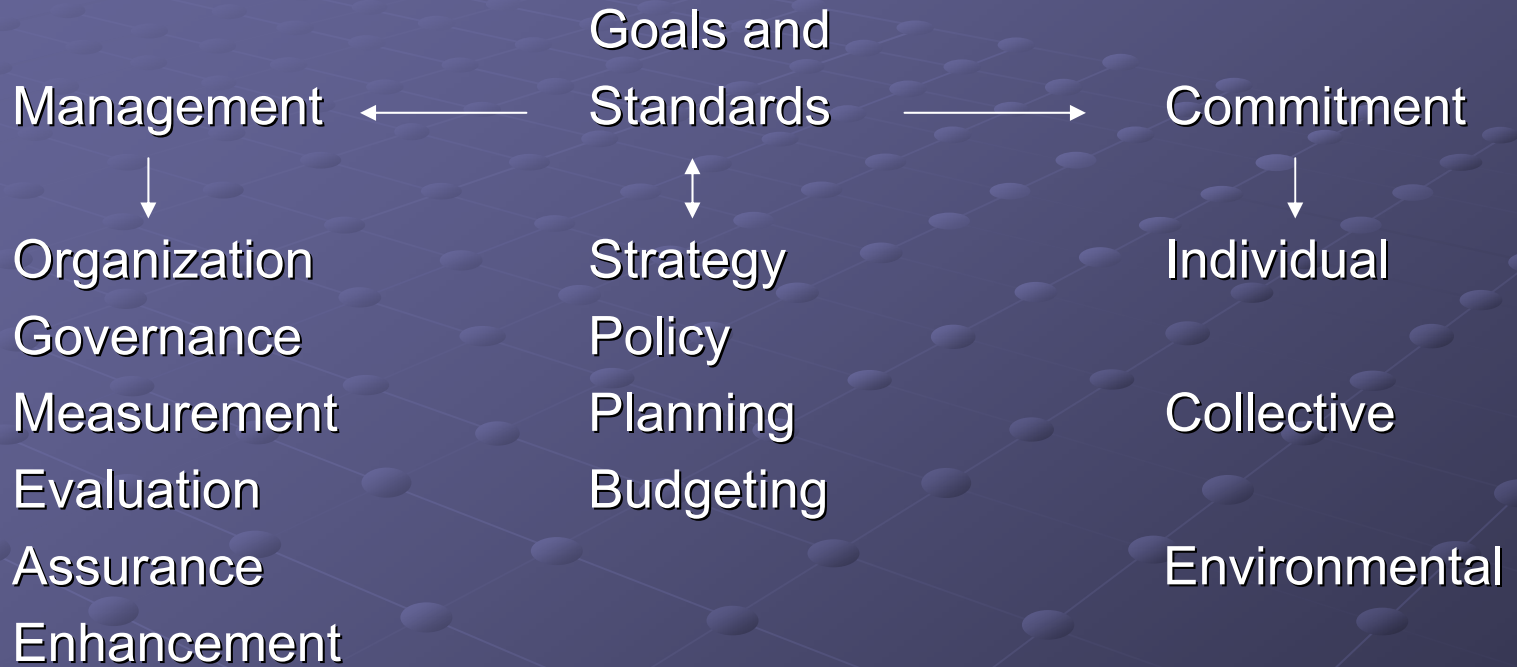 Goals and
Management Standards Commitment
Organization Strategy Individual
Governance Policy
Measurement Planning Collective
Evaluation Budgeting
Assurance Environmental
Enhancement